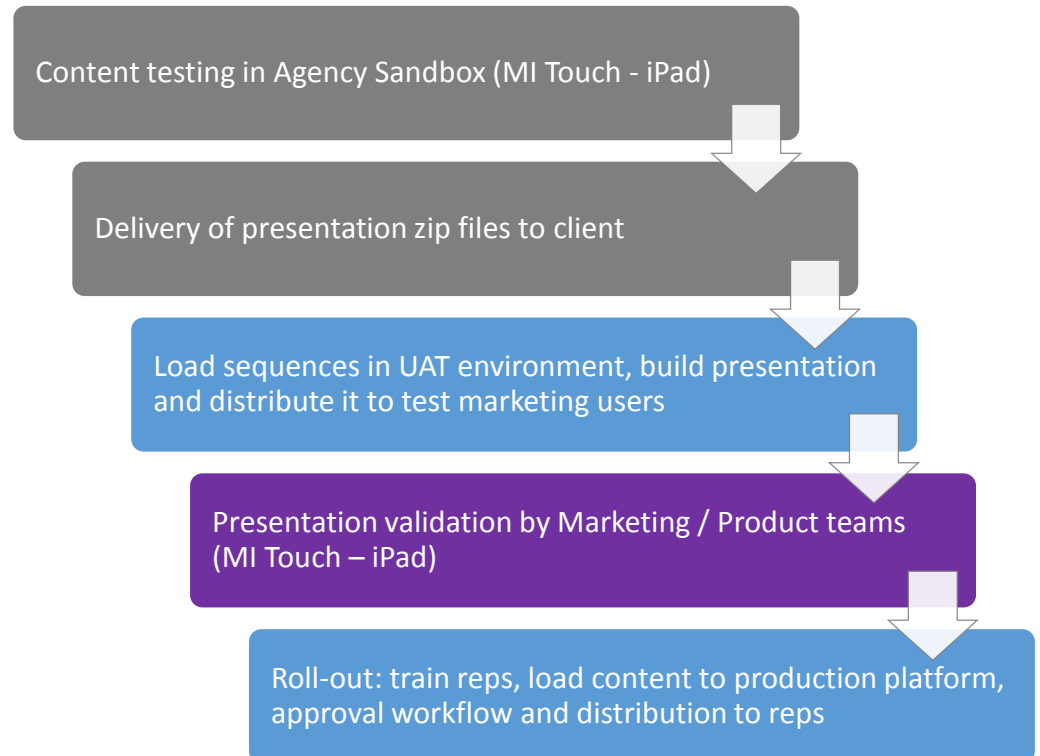 Content testing in Agency Sandbox (MI Touch - iPad)
Delivery of presentation zip files to client
Load sequences in UAT environment, build presentation
and distribute it to test marketing users
Presentation validation by Marketing / Product teams
(MI Touch – iPad)
Roll-out: train reps, load content to production platform,
approval workflow and distribution to reps